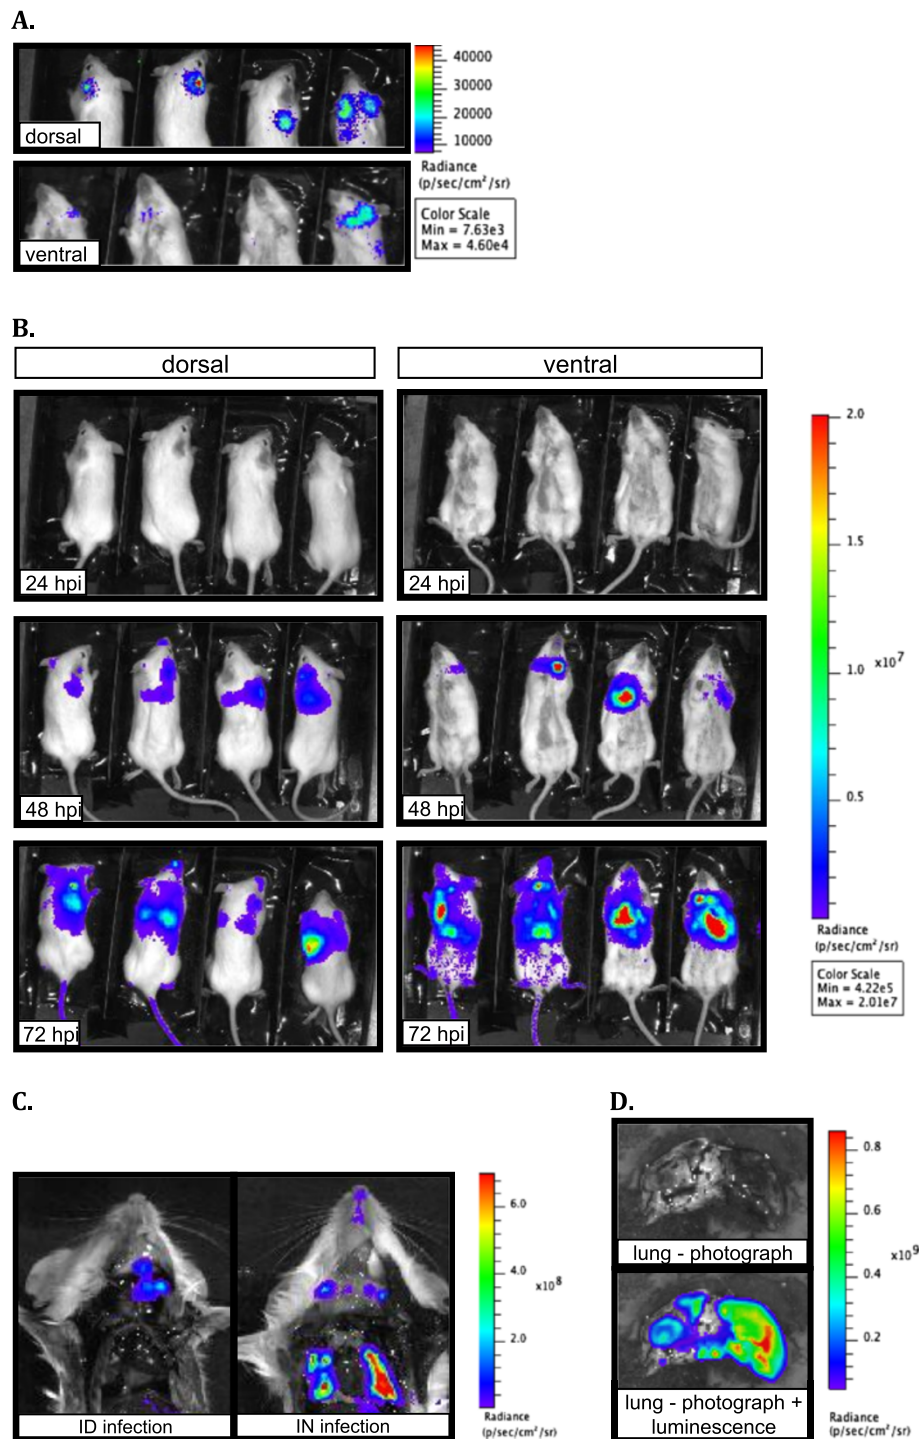 A.
dorsal
40000
30000
20000
10000
Radiance
(p/sec/cm²/sr)
Color Scale
Min = 7.63e3
Max = 4.60e4
ventral
B.
dorsal
ventral
24 hpi
24 hpi
48 hpi
48 hpi
72 hpi
72 hpi
2.0
1.5
1.0
x10⁷
0.5
Radiance
(p/sec/cm²/sr)
Color Scale
Min = 4.22e5
Max = 2.01e7
C.
ID infection
IN infection
6.0
4.0
x10⁸
2.0
Radiance
(p/sec/cm²/sr)
D.
lung - photograph
lung - photograph +
luminescence
0.8
0.6
x10⁹
0.4
0.2
Radiance
(p/sec/cm²/sr)